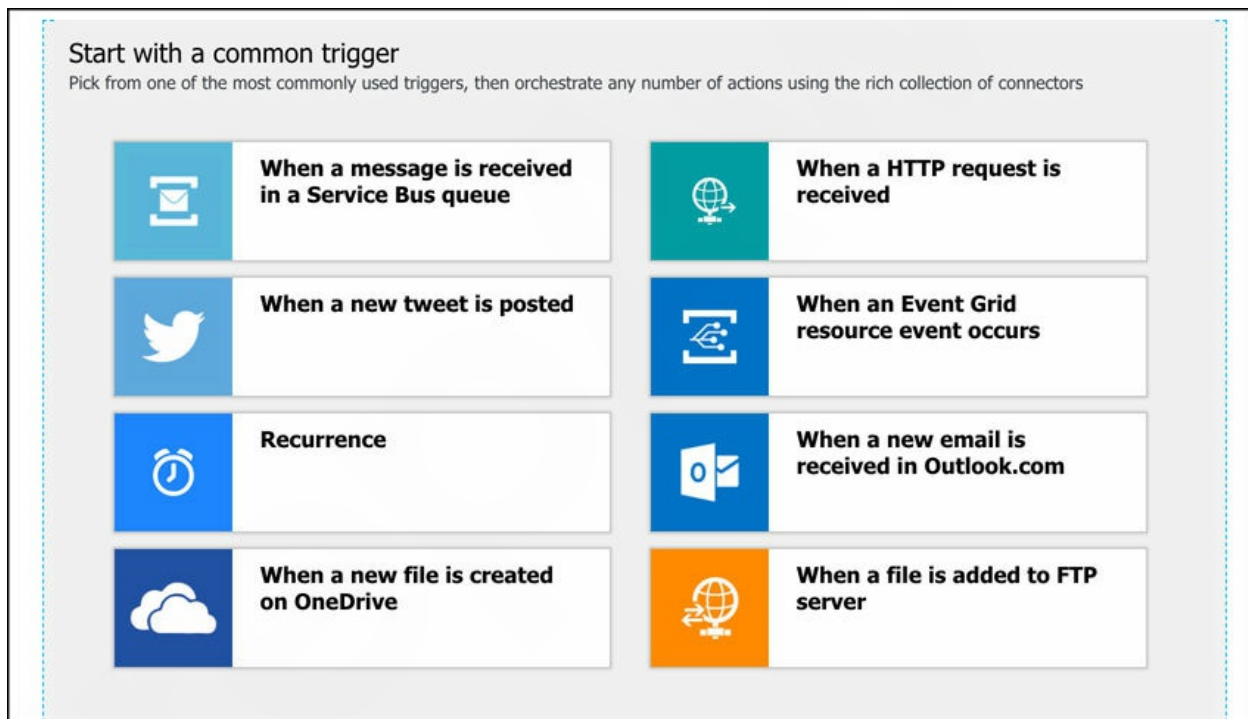 Start with a common trigger
Pick from one of the most commonly used triggers, then orchestrate any number of actions using the rich collection of connectors
When a message is received
in a Service Bus queue
When a HTTP request is
received
When a new tweet is posted
When an Event Grid
resource event occurs
Recurrence
When a new email is
received in Outlook.com
When a new file is created
on OneDrive
When a file is added to FTP
server